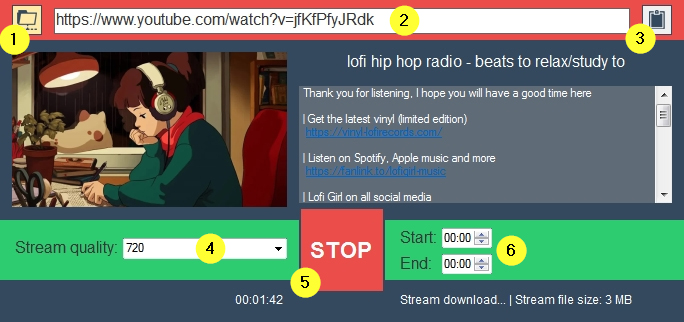 1
https://www.youtube.com/watch?v=jfKfPfyJRdk
2
3
lofi hip hop radio - beats to relax/study to
Thank you for listening, I hope you will have a good time here
| Get the latest vinyl (limited edition)
https://vinyl-lofirecords.com/
| Listen on Spotify, Apple music and more
https://fanlink.to/lofigirl-music
| Lofi Girl on all social media
Stream quality: 720
4
STOP
5
Start: 00:00
End: 00:00
6
00:01:42
Stream download... | Stream file size: 3 MB